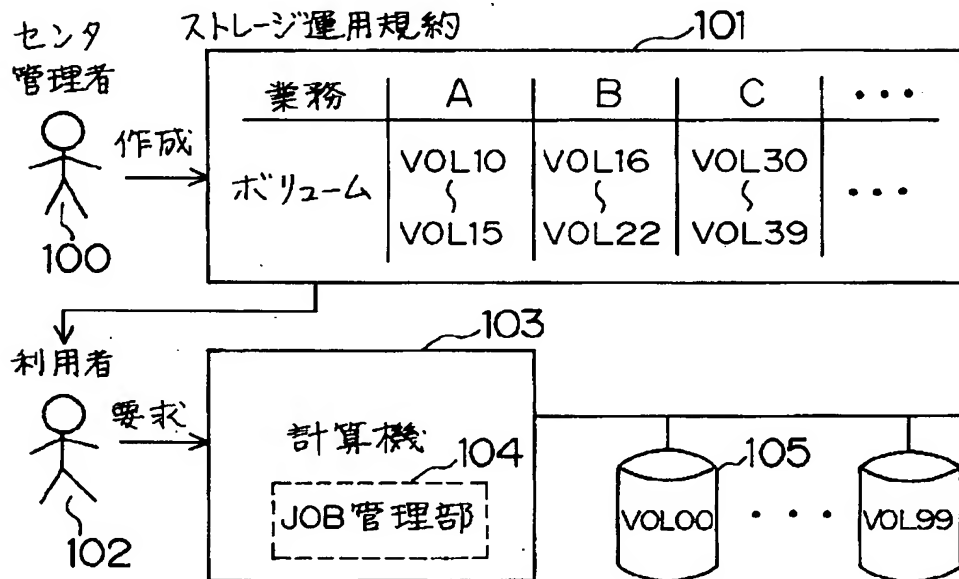 センタ
管理者
ストレージ運用規約
101
業務 A B C ・・・
作成
ボリューム VOL10 VOL16 VOL30 ・・・
〜 〜 〜
VOL15 VOL22 VOL39
100
利用者
103
要求
計算機
104
JOB管理部
105
VOL00 ・・・ VOL99
102